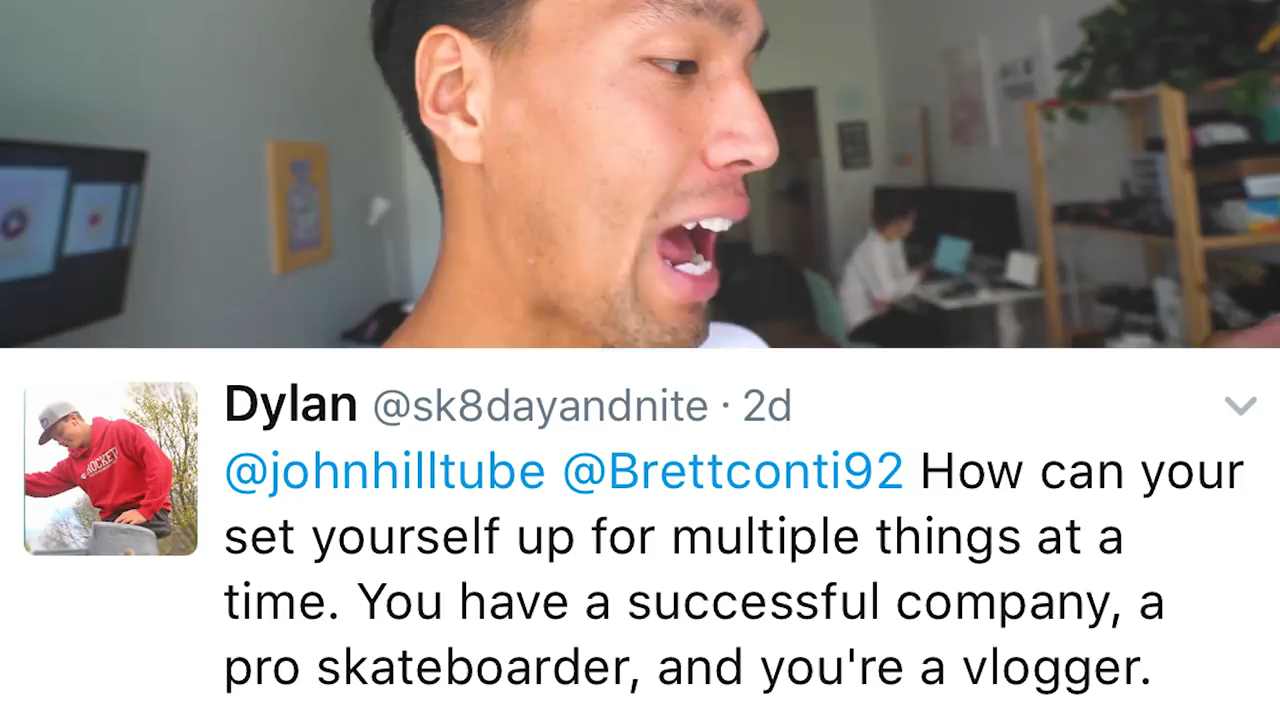 Dylan @sk8dayandnite · 2d
@johnhilltube @Brettconti92 How can your
set yourself up for multiple things at a
time. You have a successful company, a
pro skateboarder, and you're a vlogger.